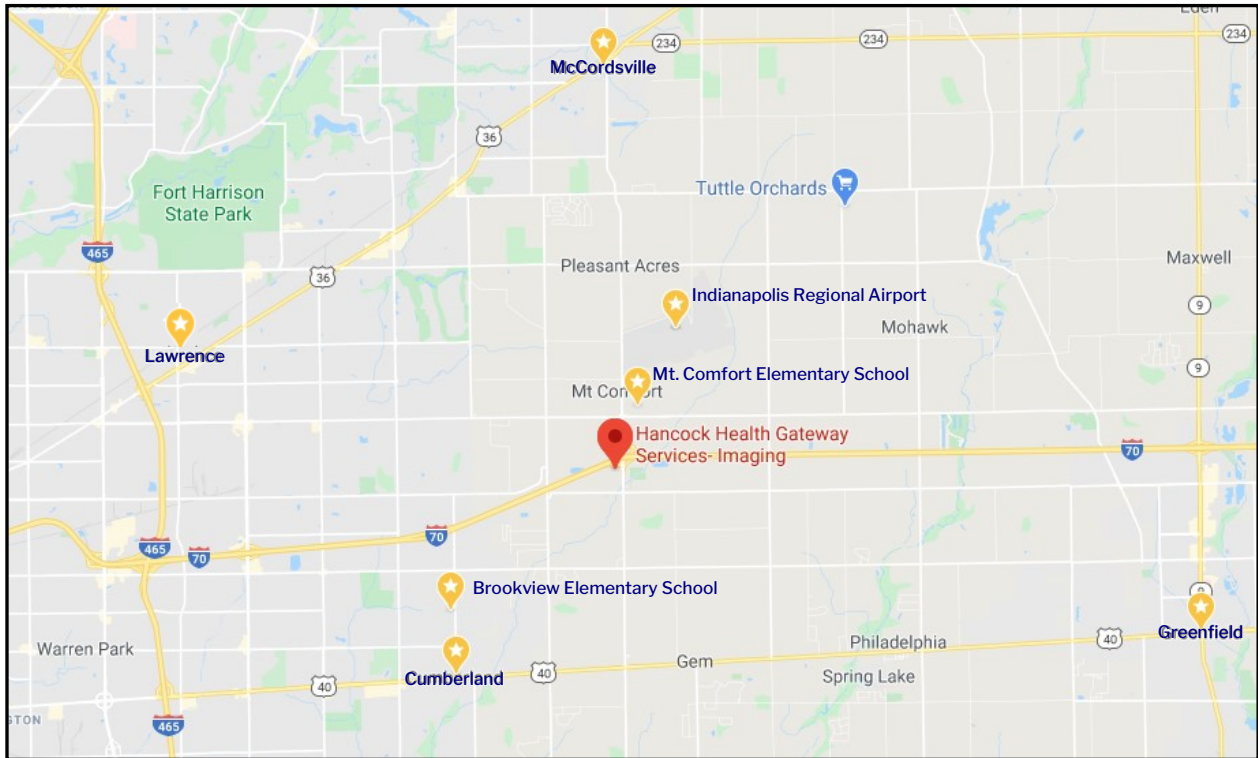 Eden
234
234
234
McCordsville
36
Tuttle Orchards
Fort Harrison
State Park
465
Maxwell
Pleasant Acres
36
Indianapolis Regional Airport
9
Mohawk
Lawrence
9
Mt. Comfort Elementary School
Mt Comfort
Hancock Health Gateway
Services- Imaging
70
70
465
70
Brookview Elementary School
9
Greenfield
40
Philadelphia
Warren Park
Gem
Cumberland
40
Spring Lake
40
GTON
465